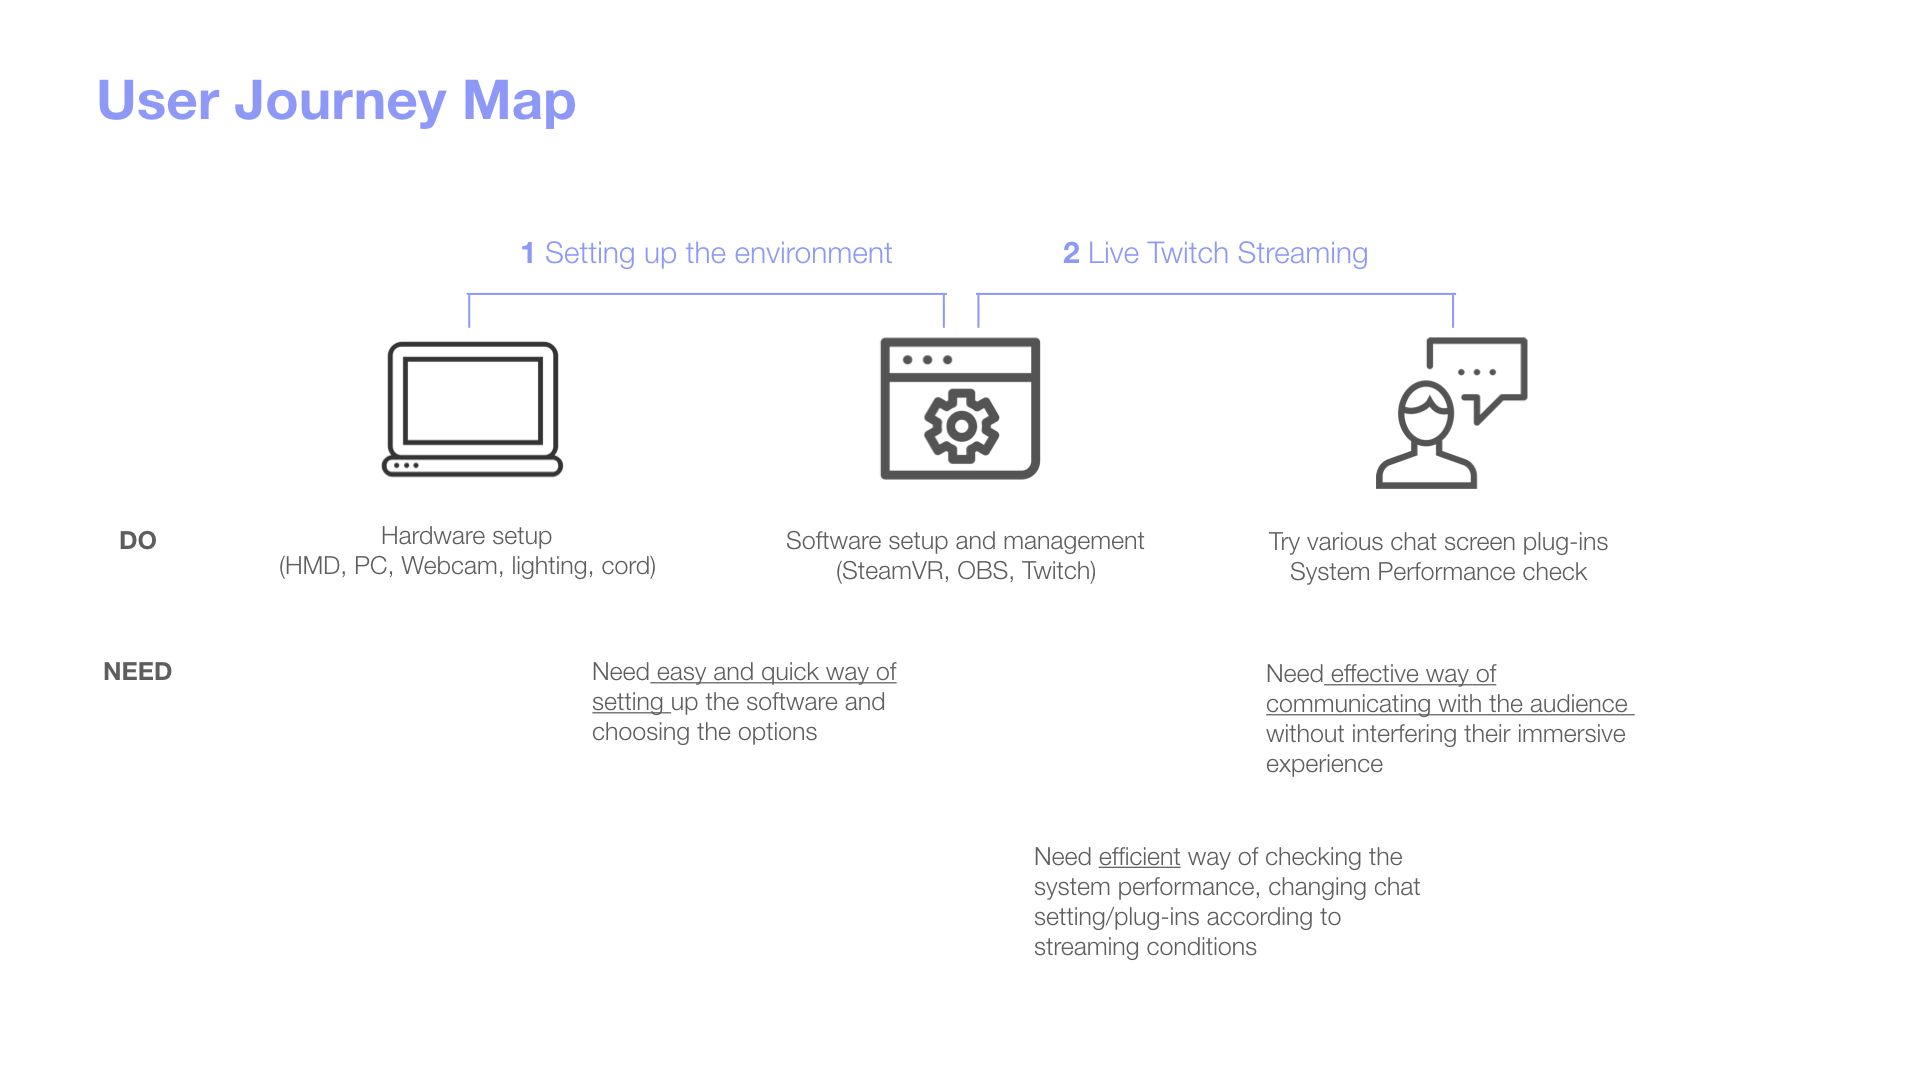 User Journey Map
1 Setting up the environment
2 Live Twitch Streaming
DO
Hardware setup
(HMD, PC, Webcam, lighting, cord)
Software setup and management
(SteamVR, OBS, Twitch)
Try various chat screen plug-ins
System Performance check
NEED
Need easy and quick way of
setting up the software and
choosing the options
Need effective way of
communicating with the audience
without interfering their immersive
experience
Need efficient way of checking the
system performance, changing chat
setting/plug-ins according to
streaming conditions